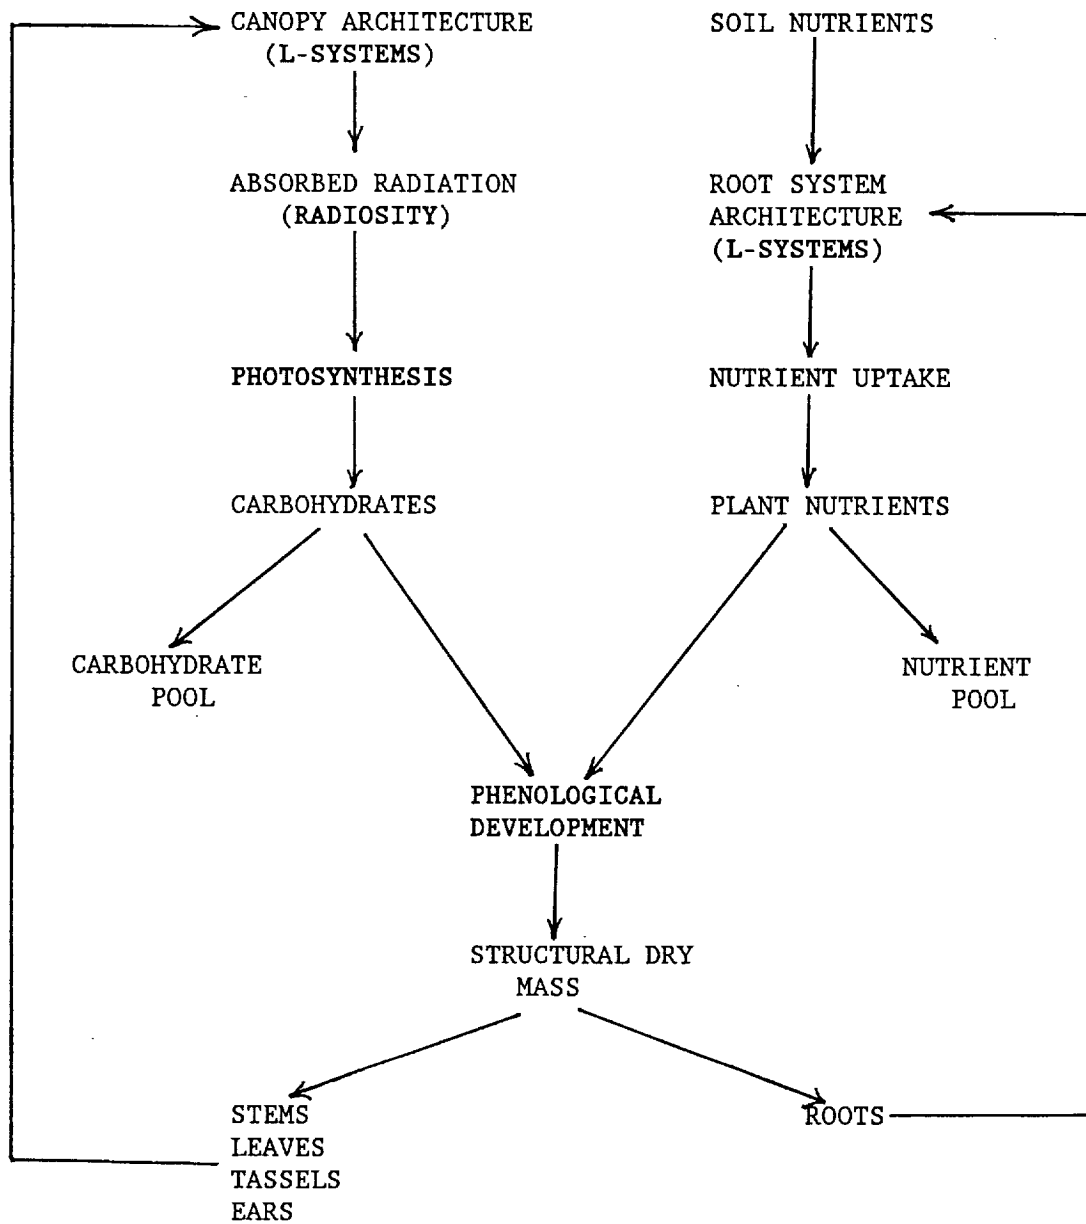 CANOPY ARCHITECTURE
(L-SYSTEMS)
SOIL NUTRIENTS
ABSORBED RADIATION
(RADIOSITY)
ROOT SYSTEM
ARCHITECTURE
(L-SYSTEMS)
PHOTOSYNTHESIS
NUTRIENT UPTAKE
CARBOHYDRATES
PLANT NUTRIENTS
CARBOHYDRATE
POOL
NUTRIENT
POOL
PHENOLOGICAL
DEVELOPMENT
STRUCTURAL DRY
MASS
STEMS
LEAVES
TASSELS
EARS
ROOTS